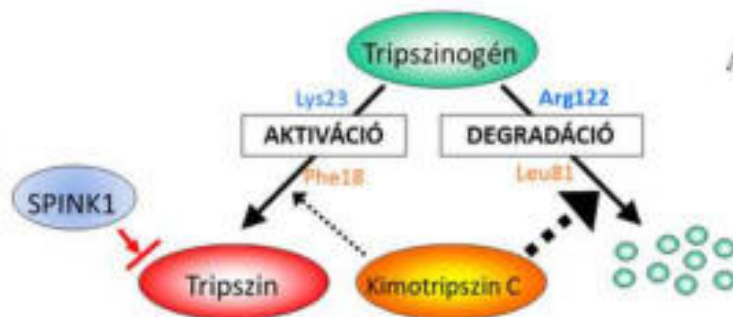 Tripszinogén
Lys23
Arg122
AKTIVÁCIÓ
DEGRADÁCIÓ
Phe18
Leu81
SPINK1
Tripszin
Kimotripszin C